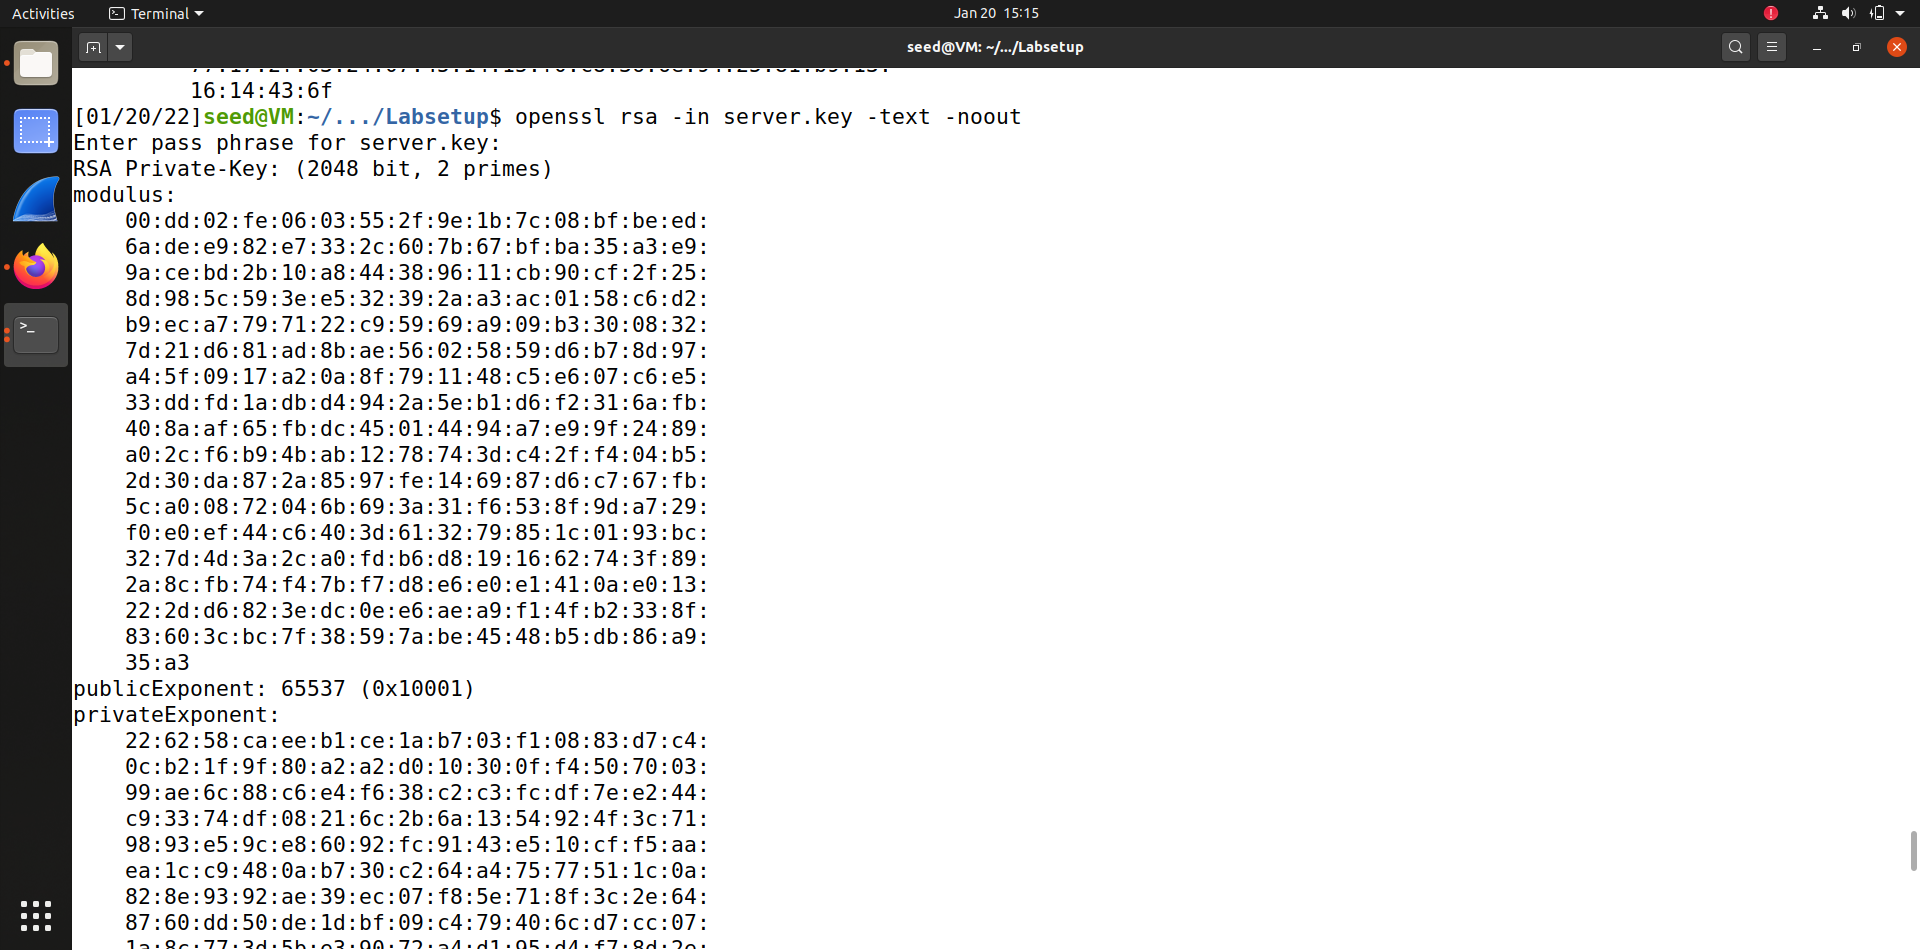 Activities
Terminal
Jan 20 15:15
seed@VM: ~/.../Labsetup
16:14:43:6f
[01/20/22]seed@VM:~/.../Labsetup$ openssl rsa -in server.key -text -noout
Enter pass phrase for server.key:
RSA Private-Key: (2048 bit, 2 primes)
modulus:
00:dd:02:fe:06:03:55:2f:9e:1b:7c:08:bf:be:ed:
6a:de:e9:82:e7:33:2c:60:7b:67:bf:ba:35:a3:e9:
9a:ce:bd:2b:10:a8:44:38:96:11:cb:90:cf:2f:25:
8d:98:5c:59:3e:e5:32:39:2a:a3:ac:01:58:c6:d2:
b9:ec:a7:79:71:22:c9:59:69:a9:09:b3:30:08:32:
7d:21:d6:81:ad:8b:ae:56:02:58:59:d6:b7:8d:97:
a4:5f:09:17:a2:0a:8f:79:11:48:c5:e6:07:c6:e5:
33:dd:fd:1a:db:d4:94:2a:5e:b1:d6:f2:31:6a:fb:
40:8a:af:65:fb:dc:45:01:44:94:a7:e9:9f:24:89:
a0:2c:f6:b9:4b:ab:12:78:74:3d:c4:2f:f4:04:b5:
2d:30:da:87:2a:85:97:fe:14:69:87:d6:c7:67:fb:
5c:a0:08:72:04:6b:69:3a:31:f6:53:8f:9d:a7:29:
f0:e0:ef:44:c6:40:3d:61:32:79:85:1c:01:93:bc:
32:7d:4d:3a:2c:a0:fd:b6:d8:19:16:62:74:3f:89:
2a:8c:fb:74:f4:7b:f7:d8:e6:e0:e1:41:0a:e0:13:
22:2d:d6:82:3e:dc:0e:e6:ae:a9:f1:4f:b2:33:8f:
83:60:3c:bc:7f:38:59:7a:be:45:48:b5:db:86:a9:
35:a3
publicExponent: 65537 (0x10001)
privateExponent:
22:62:58:ca:ee:b1:ce:1a:b7:03:f1:08:83:d7:c4:
0c:b2:1f:9f:80:a2:a2:d0:10:30:0f:f4:50:70:03:
99:ae:6c:88:c6:e4:f6:38:c2:c3:fc:df:7e:e2:44:
c9:33:74:df:08:21:6c:2b:6a:13:54:92:4f:3c:71:
98:93:e5:9c:e8:60:92:fc:91:43:e5:10:cf:f5:aa:
ea:1c:c9:48:0a:b7:30:c2:64:a4:75:77:51:1c:0a:
82:8e:93:92:ae:39:ec:07:f8:5e:71:8f:3c:2e:64:
87:60:dd:50:de:1d:bf:09:c4:79:40:6c:d7:cc:07: